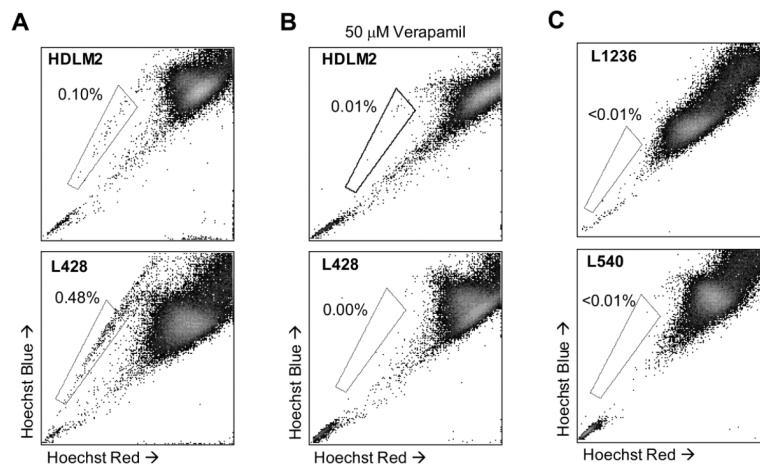 A
HDLM2
0.10%
L428
0.48%
Hoechst Blue →
Hoechst Red →
B
50 μM Verapamil
HDLM2
0.01%
L428
0.00%
Hoechst Blue →
Hoechst Red →
C
L1236
<0.01%
L540
<0.01%
Hoechst Blue →
Hoechst Red →